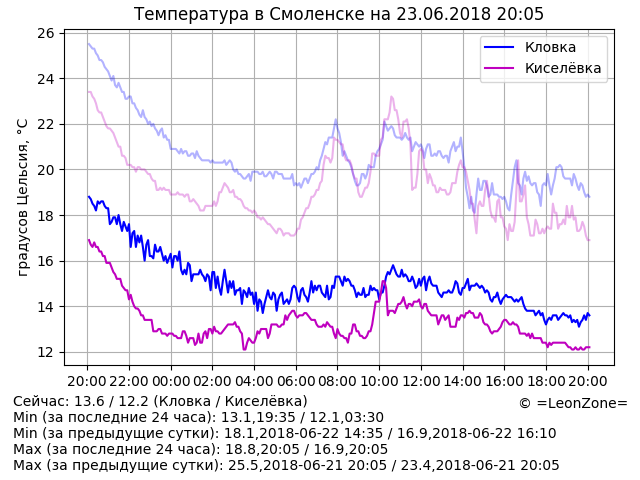 Температура в Смоленске на 23.06.2018 20:05
градусов Цельсия, °C
26
24
22
20
18
16
14
12
Кловка
Киселёвка
20:00 22:00 00:00 02:00 04:00 06:00 08:00 10:00 12:00 14:00 16:00 18:00 20:00
Сейчас: 13.6 / 12.2 (Кловка / Киселёвка)
© =LeonZone=
Min (за последние 24 часа): 13.1,19:35 / 12.1,03:30
Min (за предыдущие сутки): 18.1,2018-06-22 14:35 / 16.9,2018-06-22 16:10
Max (за последние 24 часа): 18.8,20:05 / 16.9,20:05
Max (за предыдущие сутки): 25.5,2018-06-21 20:05 / 23.4,2018-06-21 20:05